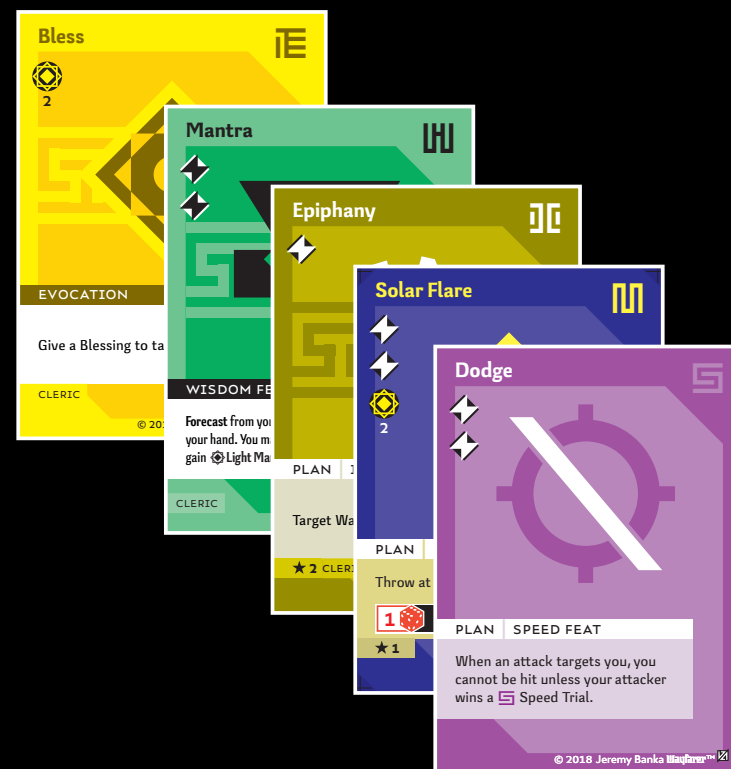 Bless
2
EVOCATION
Give a Blessing to ta
CLERIC
© 20
Mantra
WISDOM FE
Forecast from you
your hand. You m
gain Light Ma
CLERIC
Epiphany
PLAN
Target Wa
★ 2 CLER
Solar Flare
2
PLAN
Throw at
1
★ 1
Dodge
PLAN SPEED FEAT
When an attack targets you, you
cannot be hit unless your attacker
wins a Speed Trial.
© 2018 Jeremy Banka